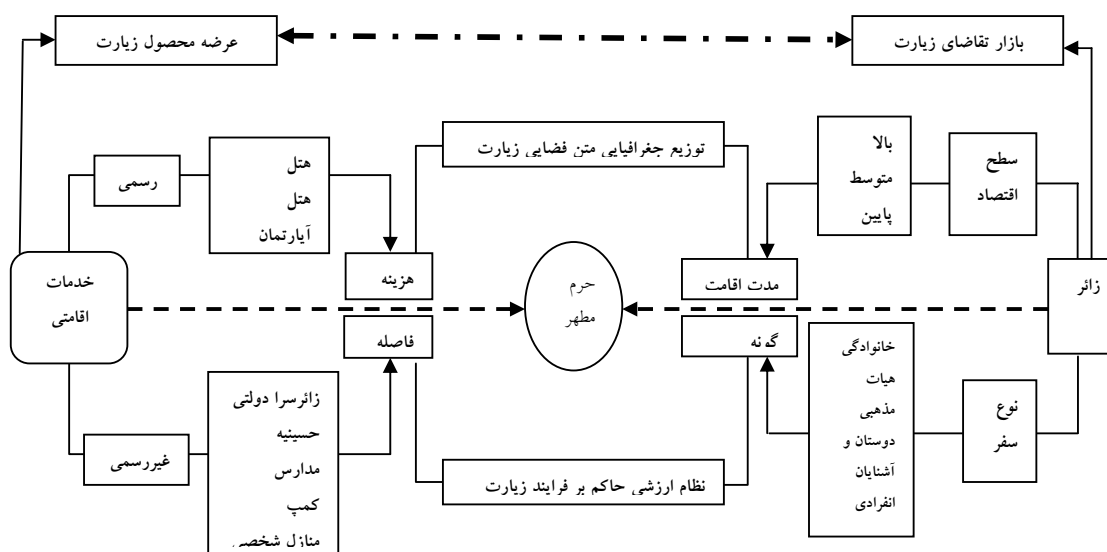 بازار تقاضای زیارت
عرضه محصول زیارت
توزیع جغرافیایی متن فضایی زیارت
بالا
متوسط
پایین
سطح
اقتصاد
رسمی
هتل
هتل
آپارتمان
زائر
مدت اقامت
حرم
مطهر
هزینه
خدمات
اقامتی
گونه
فاصله
خانوادگی
هیات
مذهبی
دوستان و
آشنایان
انفرادی
نوع
سفر
نظام ارزشی حاکم بر فرایند زیارت
غیررسمی
زائرسرا دولتی
حسینیه
مدارس
کمپ
منازل شخصی